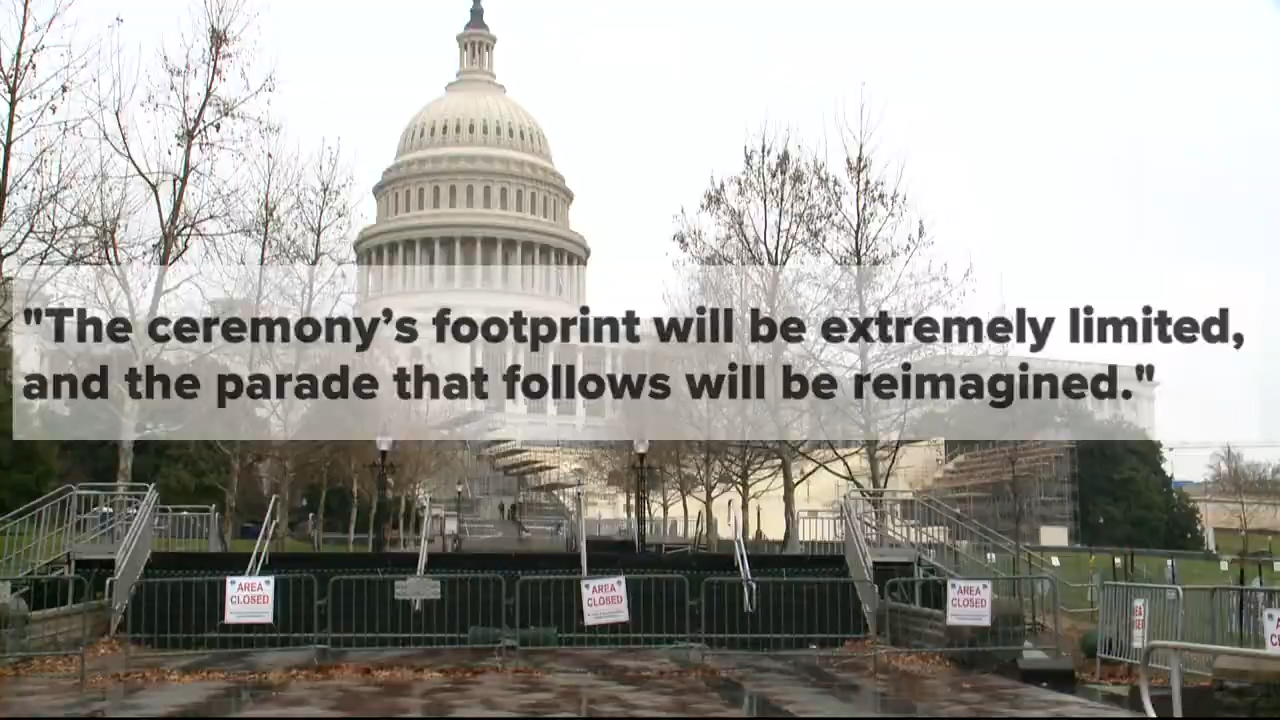 "The ceremony’s footprint will be extremely limited,
and the parade that follows will be reimagined."
AREA
CLOSED
AREA
CLOSED
AREA
CLOSED